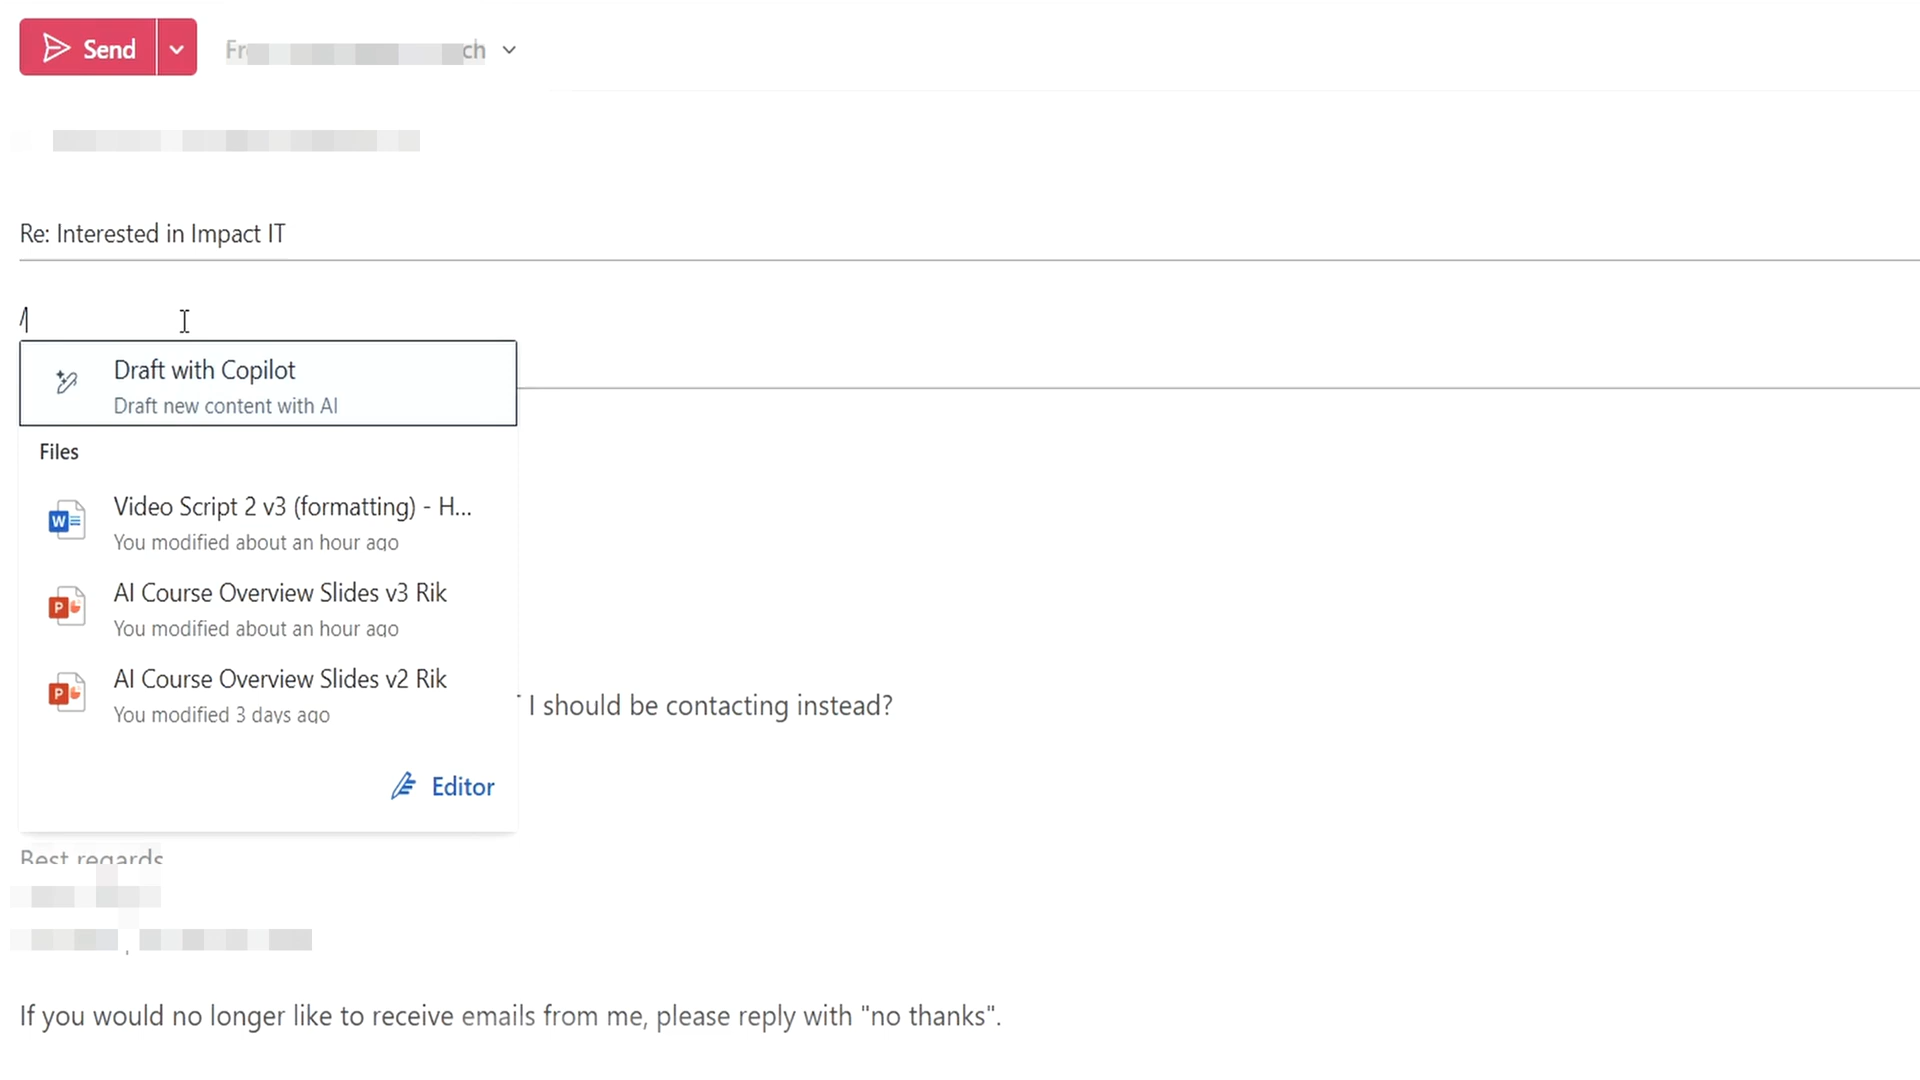 Send
ch
Re: Interested in Impact IT
/
Draft with Copilot
Draft new content with AI
Files
Video Script 2 v3 (formatting) - H...
You modified about an hour ago
AI Course Overview Slides v3 Rik
You modified about an hour ago
AI Course Overview Slides v2 Rik
You modified 3 days ago
I should be contacting instead?
Editor
Best regards
If you would no longer like to receive emails from me, please reply with "no thanks".